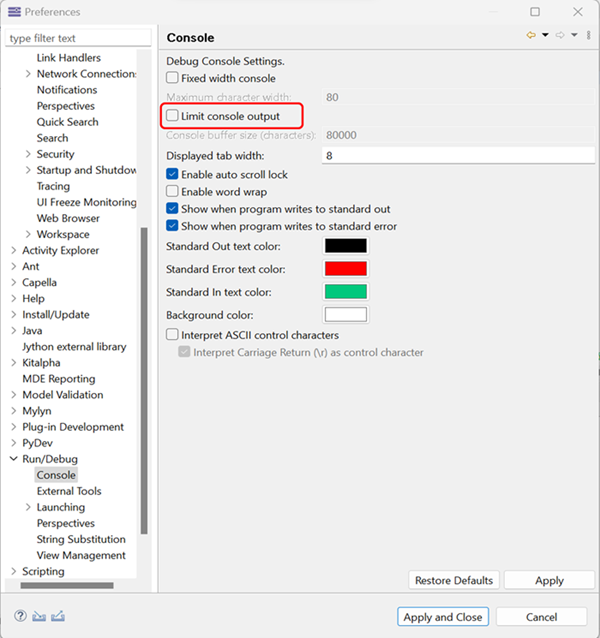 Preferences
type filter text
Link Handlers
Network Connection
Notifications
Perspectives
Quick Search
Search
Security
Startup and Shutdow
Tracing
UI Freeze Monitoring
Web Browser
Workspace
Activity Explorer
Ant
Capella
Help
Install/Update
Java
Jython external library
Kitalpha
MDE Reporting
Model Validation
Mylyn
Plug-in Development
PyDev
Run/Debug
Console
External Tools
Launching
Perspectives
String Substitution
View Management
Scripting
Console
Debug Console Settings.
Fixed width console
Maximum character width: 80
Limit console output
Console buffer size (characters): 80000
Displayed tab width: 8
Enable auto scroll lock
Enable word wrap
Show when program writes to standard out
Show when program writes to standard error
Standard Out text color:
Standard Error text color:
Standard In text color:
Background color:
Interpret ASCII control characters
Interpret Carriage Return (\r) as control character
Restore Defaults Apply
? Apply and Close Cancel